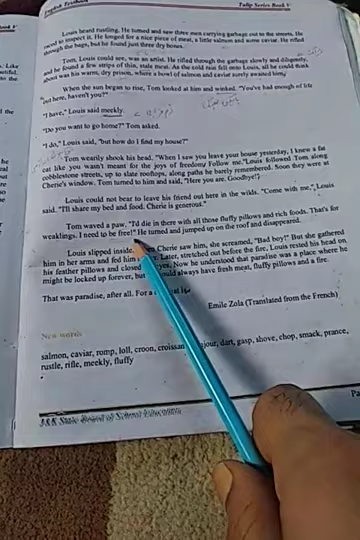 English Textbook
Tulip Series Book V
Louis heard rustling. He turned and saw three men carrying garbage out to the streets. He
raced to inspect it. He longed for a nice piece of meat, a little salmon and some caviar. He rifled
through the bags, but he found just three dry bones.
Tom, Louis could see, was an artist. He rifled through the garbage slowly and diligently,
and he found a few strips of thin, stale meat. As the cold rain fell onto Louis, all he could think
about was his warm, dry prison, where a bowl of salmon and caviar surely awaited him.
When the sun began to rise, Tom looked at him and winked. "You've had enough of life
out here, haven't you?"
"I have," Louis said meekly.
"Do you want to go home?" Tom asked.
"I do," Louis said, "but how do I find my house?"
Tom wearily shook his head. "When I saw you leave your house yesterday, I knew a fat
cat like you wasn't meant for the joys of freedom. Follow me." Louis followed Tom along
cobblestone streets, up to slate rooftops, along paths he barely remembered. Soon they were at
Cherie's window. Tom turned to him and said, "Here you are. Goodbye!"
Louis could not bear to leave his friend out here in the wilds. "Come with me," Louis
said. "I'll share my bed and food. Cherie is generous."
Tom waved a paw. "I'd die in there with all those fluffy pillows and rich foods. That's for
weaklings. I need to be free!" He turned and jumped up on the roof and disappeared.
Louis slipped inside. Cherie saw him, she screamed, "Bad boy!" But she gathered
him in her arms and fed him. Later, stretched out before the fire, Louis rested his head on
his feather pillows and closed. Now he understood that paradise was a place where he
might be locked up forever, but could always have fresh meat, fluffy pillows and a fire.
That was paradise, after all. For a
Emile Zola (Translated from the French)
New words
salmon, caviar, romp, loll, croon, dart, gasp, shove, chop, smack, prance,
rustle, rifle, meekly, fluffy
J&K State Board of School Education